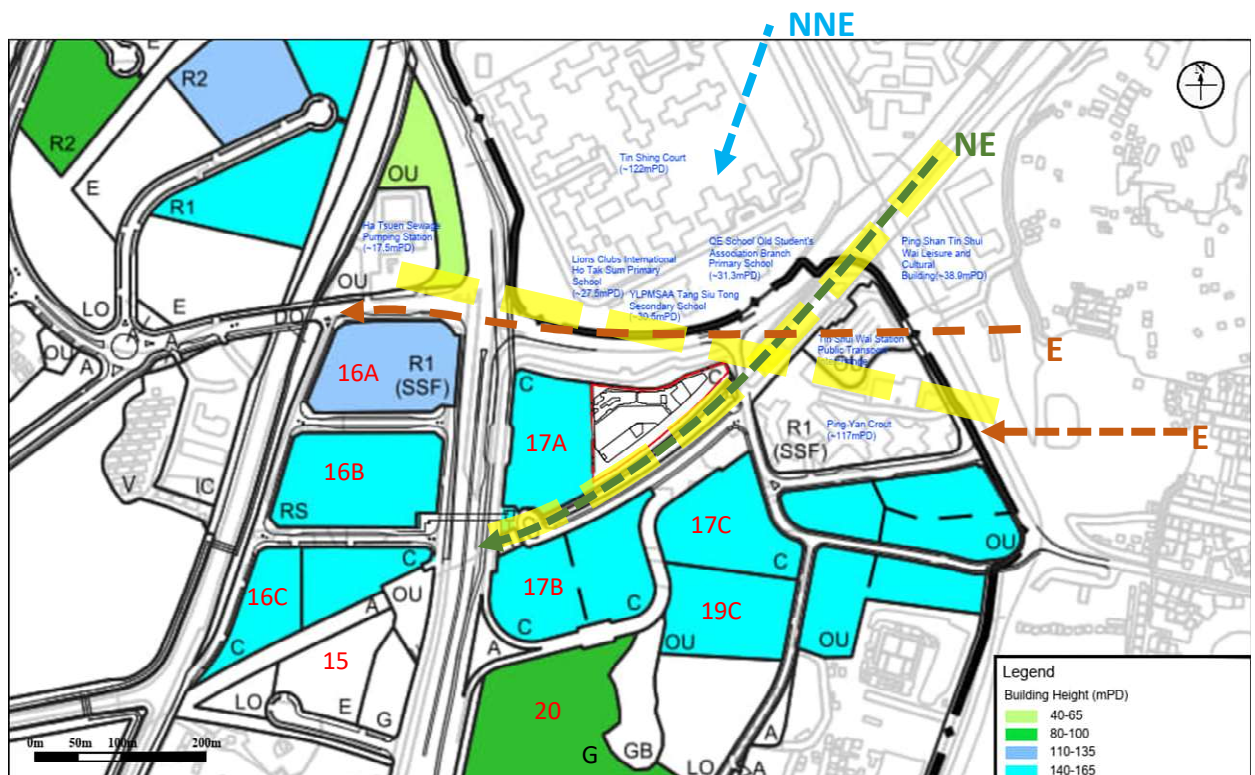 NNE
N
E
R2
R2
E
R1
OU
Tin Shing Court
(~122mPD)
NE
Ha Tsuen Sewage
Pumping Station
(~17.5mPD)
Lions Clubs International
Ho Tak Sum Primary
School
(~27.5mPD)
QE School Old Student's
Association Branch
Primary School
(~31.3mPD)
YLPMSAA Tang Siu Tong
Secondary School
Ping Shan Tin Shui
Wai Leisure and
Cultural
Building(~38.9mPD)
OU
LO
E
DO
A
OU
A
Tin Shui Wai Station
Public Transport
OU
E
16A
R1
(SSF)
C
17A
C
R1
(SSF)
Ping Yan Crout
(~117mPD)
E
16B
RS
V
IC
17C
C
OU
16C
C
C
A
OU
17B
C
C
19C
OU
OU
15
A
LO
E
G
20
G
GB
LO
A
A
0m 50m 100m 200m
Legend
Building Height (mPD)
40-65
80-100
110-135
140-165